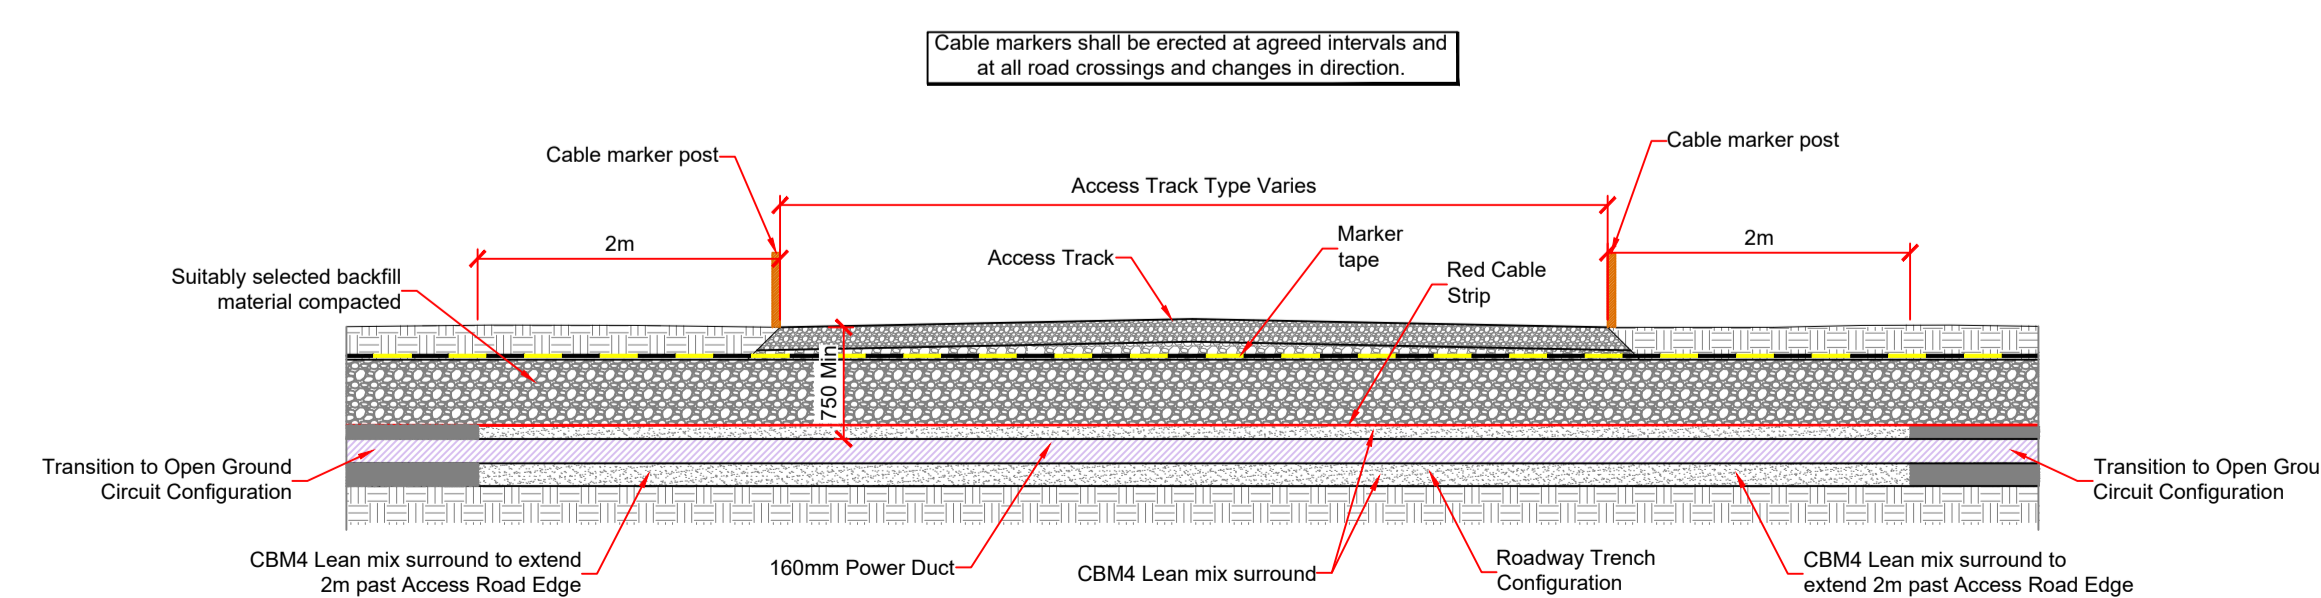 Cable markers shall be erected at agreed intervals and
at all road crossings and changes in direction.
Cable marker post
Cable marker post
Access Track Type Varies
2m
Access Track
Marker
tape
2m
Red Cable
Strip
Suitably selected backfill
material compacted
750 Min
Transition to Open Ground
Circuit Configuration
Transition to Open Grou
Circuit Configuration
CBM4 Lean mix surround to extend
2m past Access Road Edge
160mm Power Duct
CBM4 Lean mix surround
Roadway Trench
Configuration
CBM4 Lean mix surround to
extend 2m past Access Road Edge